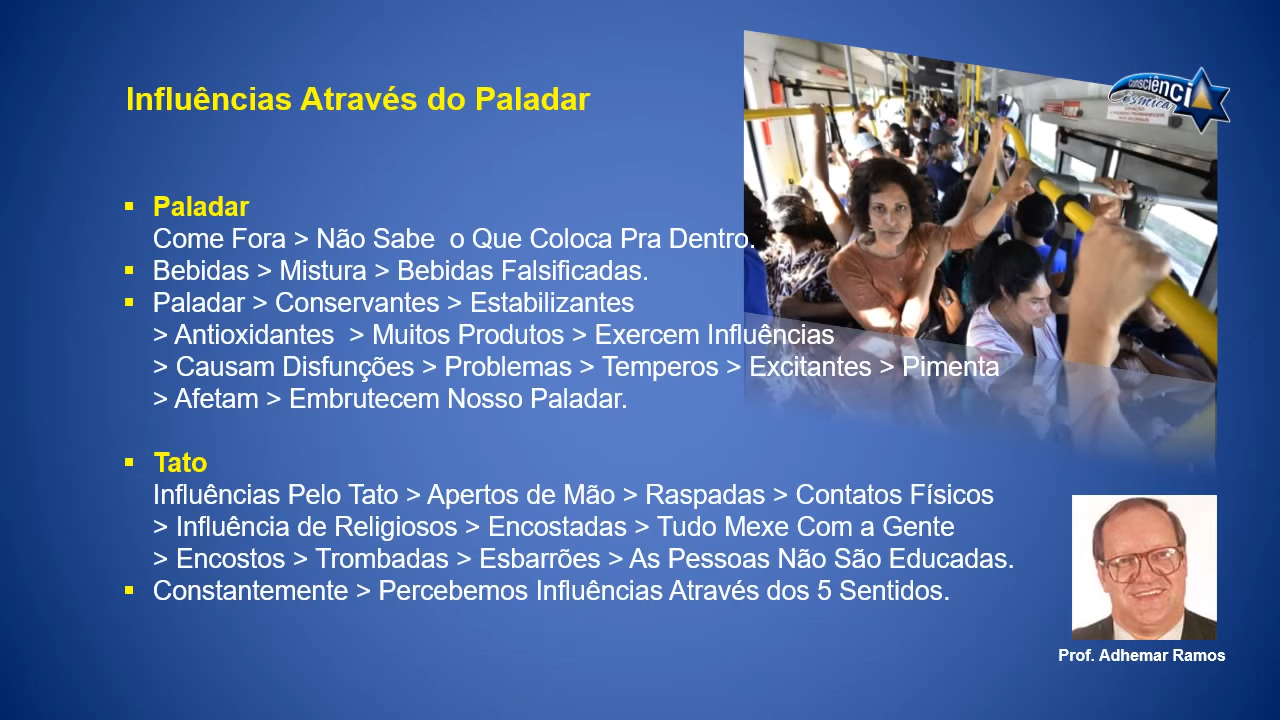 Influências Através do Paladar
consciênci
Cósmica
Paladar
Come Fora > Não Sabe  o Que Coloca Pra Dentro.
Bebidas > Mistura > Bebidas Falsificadas.
Paladar > Conservantes > Estabilizantes
> Antioxidantes  > Muitos Produtos > Exercem Influências
> Causam Disfunções > Problemas > Temperos > Excitantes > Pimenta
> Afetam > Embrutecem Nosso Paladar.
Tato
Influências Pelo Tato > Apertos de Mão > Raspadas > Contatos Físicos
> Influência de Religiosos > Encostadas > Tudo Mexe Com a Gente
> Encostos > Trombadas > Esbarrões > As Pessoas Não São Educadas.
Constantemente > Percebemos Influências Através dos 5 Sentidos.
Prof. Adhemar Ramos